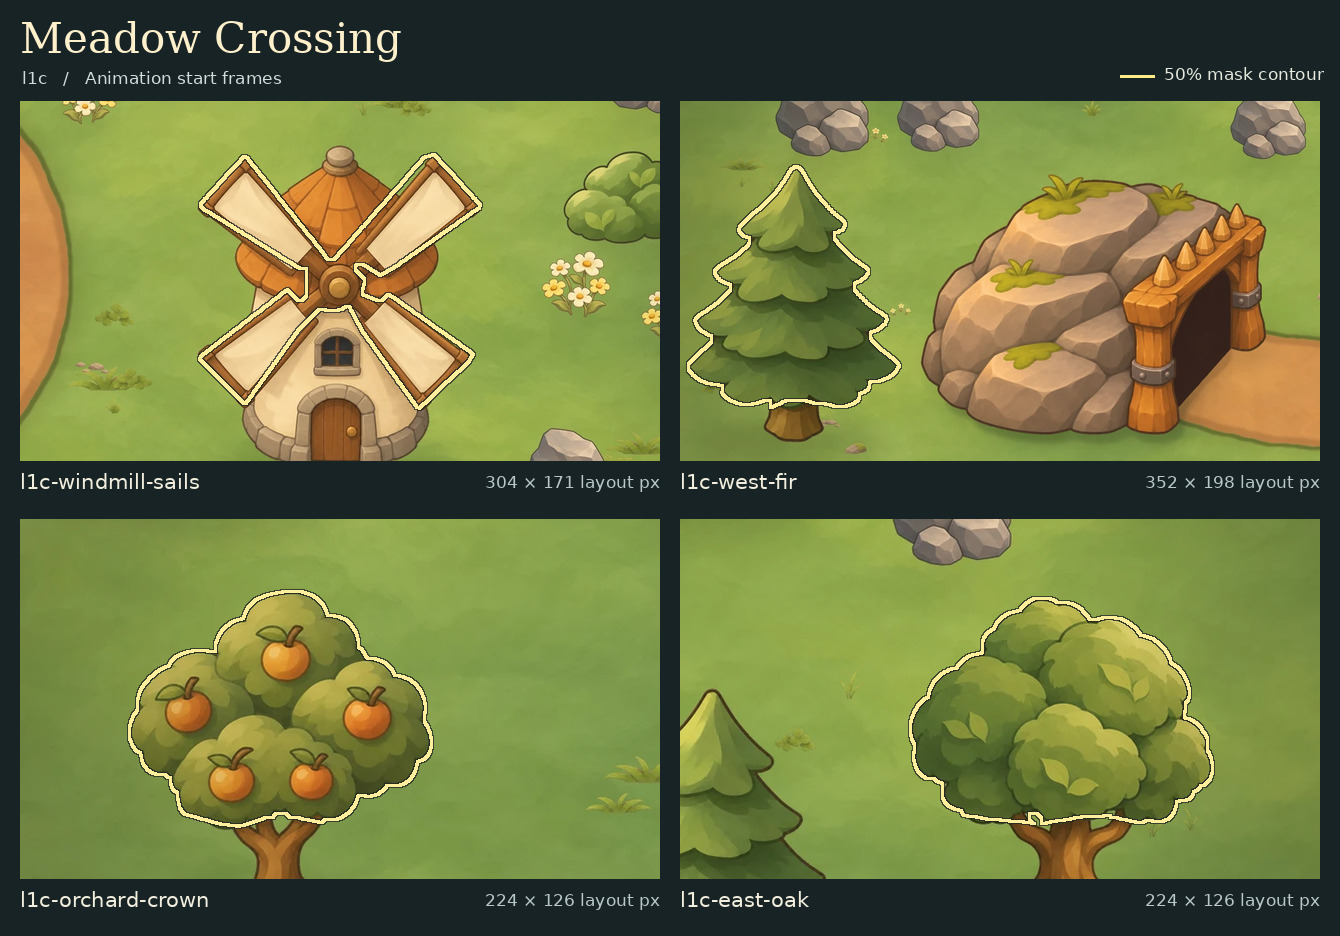 Meadow Crossing
l1c / Animation start frames
50% mask contour
l1c-windmill-sails
304 × 171 layout px
l1c-west-fir
352 × 198 layout px
l1c-orchard-crown
224 × 126 layout px
l1c-east-oak
224 × 126 layout px